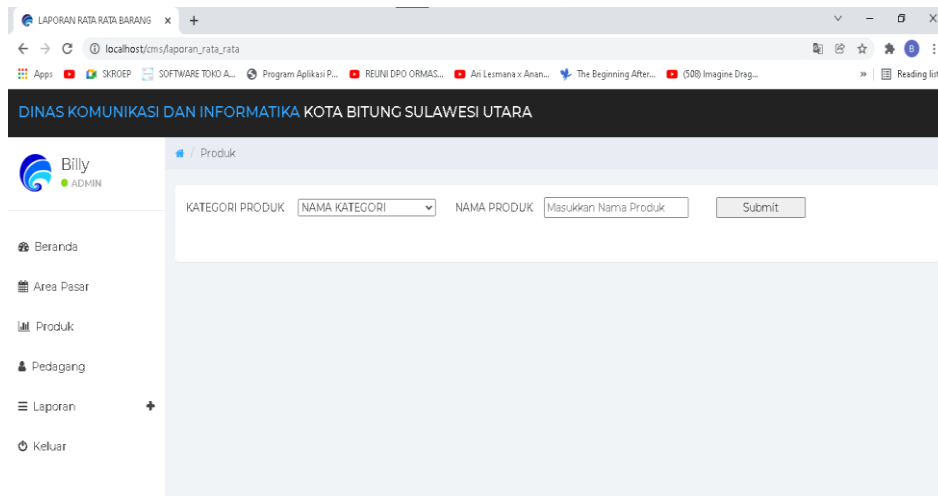 LAPORAN RATA RATA BARANG
localhost/cms/laporan_rata_rata
B
Apps SKROEP SOFTWARE TOKO A... Program Aplikasi P... REUNI DPO ORMAS... Ari Lesmana x Anan... The Beginning After... (508) Imagine Drag... » Reading list
DINAS KOMUNIKASI DAN INFORMATIKA KOTA BITUNG SULAWESI UTARA
Billy
ADMIN
/ Produk
KATEGORI PRODUK NAMA KATEGORI NAMA PRODUK Masukkan Nama Produk Submit
Beranda
Area Pasar
Produk
Pedagang
Laporan
Keluar